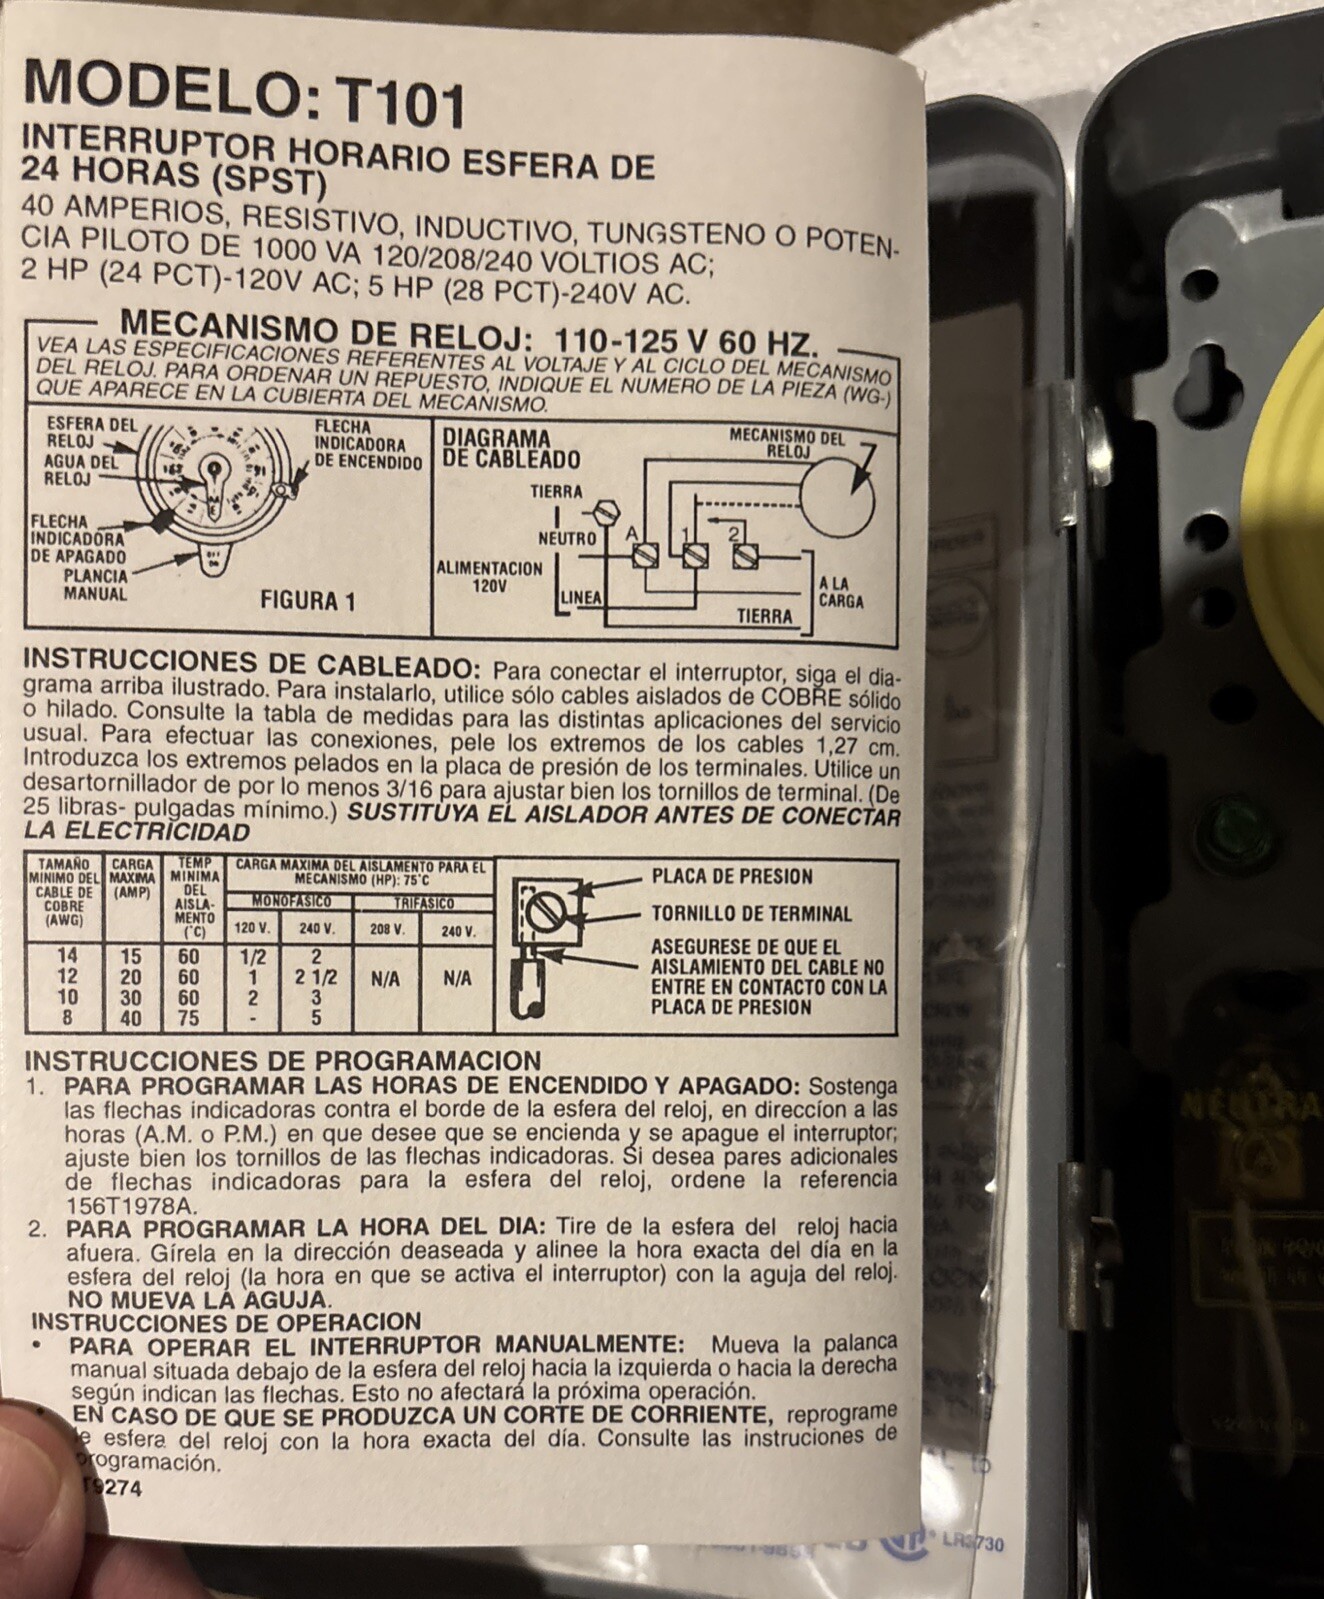 MODELO: T101
INTERRUPTOR HORARIO ESFERA DE
24 HORAS (SPST)
40 AMPERIOS, RESISTIVO, INDUCTIVO, TUNGSTENO O POTEN-
CIA PILOTO DE 1000 VA 120/208/240 VOLTIOS AC;
2 HP (24 PCT)-120V AC; 5 HP (28 PCT)-240V AC.
MECANISMO DE RELOJ: 110-125 V 60 HZ.
VEA LAS ESPECIFICACIONES REFERENTES AL VOLTAJE Y AL CICLO DEL MECANISMO
DEL RELOJ. PARA ORDENAR UN REPUESTO, INDIQUE EL NUMERO DE LA PIEZA (WG-)
QUE APARECE EN LA CUBIERTA DEL MECANISMO.
ESFERA DEL
RELOJ
AGUA DEL
RELOJ
FLECHA
INDICADORA
DE APAGADO
PLANCIA
MANUAL
FLECHA
INDICADORA
DE ENCENDIDO
FIGURA 1
DIAGRAMA
DE CABLEADO
MECANISMO DEL
RELOJ
TIERRA
NEUTRO
A
1
2
ALIMENTACION
120V
LINEA
A LA
CARGA
TIERRA
INSTRUCCIONES DE CABLEADO: Para conectar el interruptor, siga el dia-
grama arriba ilustrado. Para instalarlo, utilice sólo cables aislados de COBRE sólido
o hilado. Consulte la tabla de medidas para las distintas aplicaciones del servicio
usual. Para efectuar las conexiones, pele los extremos de los cables 1,27 cm.
Introduzca los extremos pelados en la placa de presión de los terminales. Utilice un
desartornillador de por lo menos 3/16 para ajustar bien los tornillos de terminal. (De
25 libras- pulgadas mínimo.) SUSTITUYA EL AISLADOR ANTES DE CONECTAR
LA ELECTRICIDAD
TAMAÑO
MINIMO DEL
CABLE DE
COBRE
(AWG)
CARGA
MAXIMA
(AMP)
TEMP
MINIMA
DEL
AISLA-
MENTO
(°C)
CARGA MAXIMA DEL AISLAMENTO PARA EL
MECANISMO (HP): 75°C
MONOFASICO TRIFASICO
120 V. 240 V. 208 V. 240 V.
14 15 60 1/2 2
12 20 60 1 2 1/2 N/A N/A
10 30 60 2 3
8 40 75 - 5
PLACA DE PRESION
TORNILLO DE TERMINAL
ASEGURESE DE QUE EL
AISLAMIENTO DEL CABLE NO
ENTRE EN CONTACTO CON LA
PLACA DE PRESION
INSTRUCCIONES DE PROGRAMACION
1. PARA PROGRAMAR LAS HORAS DE ENCENDIDO Y APAGADO: Sostenga
las flechas indicadoras contra el borde de la esfera del reloj, en direccíon a las
horas (A.M. o P.M.) en que desee que se encienda y se apague el interruptor;
ajuste bien los tornillos de las flechas indicadoras. Si desea pares adicionales
de flechas indicadoras para la esfera del reloj, ordene la referencia
156T1978A.
2. PARA PROGRAMAR LA HORA DEL DIA: Tire de la esfera del reloj hacia
afuera. Gírela en la dirección deaseada y alinee la hora exacta del día en la
esfera del reloj (la hora en que se activa el interruptor) con la aguja del reloj.
NO MUEVA LA AGUJA.
INSTRUCCIONES DE OPERACION
• PARA OPERAR EL INTERRUPTOR MANUALMENTE: Mueva la palanca
manual situada debajo de la esfera del reloj hacia la izquierda o hacia la derecha
según indican las flechas. Esto no afectará la próxima operación.
EN CASO DE QUE SE PRODUZCA UN CORTE DE CORRIENTE, reprograme
esfera del reloj con la hora exacta del día. Consulte las instruciones de
programación.
T9274
LR3730